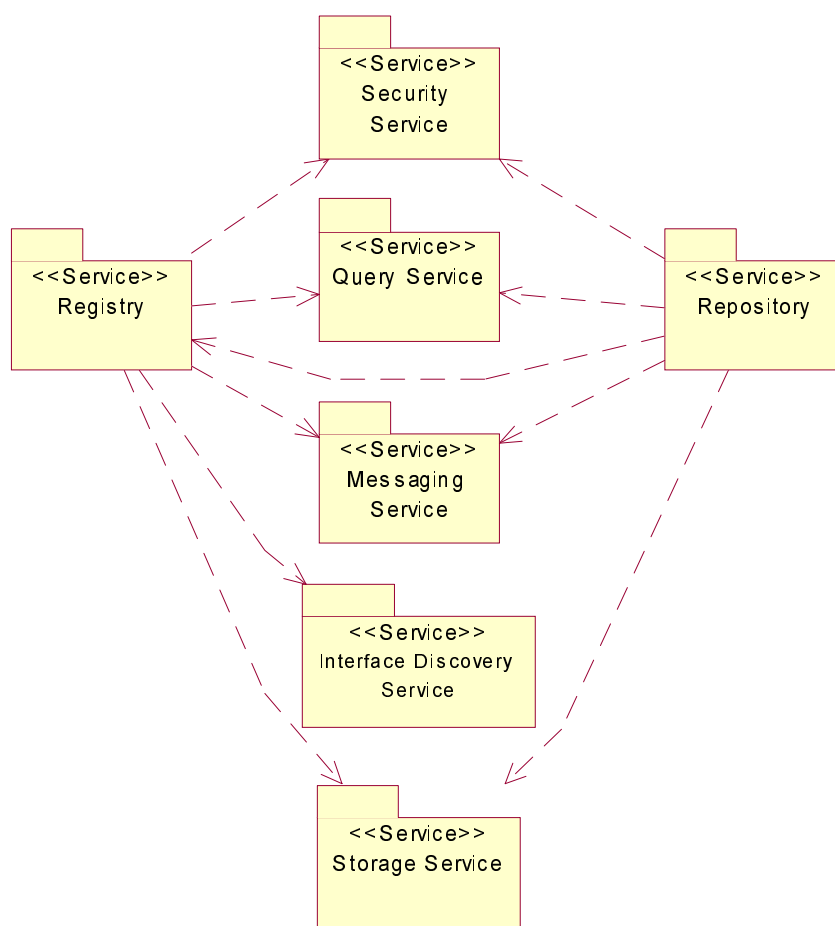 <<Service>>
Security
Service
<<Service>>
Registry
<<Service>>
Query Service
<<Service>>
Repository
<<Service>>
Messaging
Service
<<Service>>
Interface Discovery
Service
<<Service>>
Storage Service